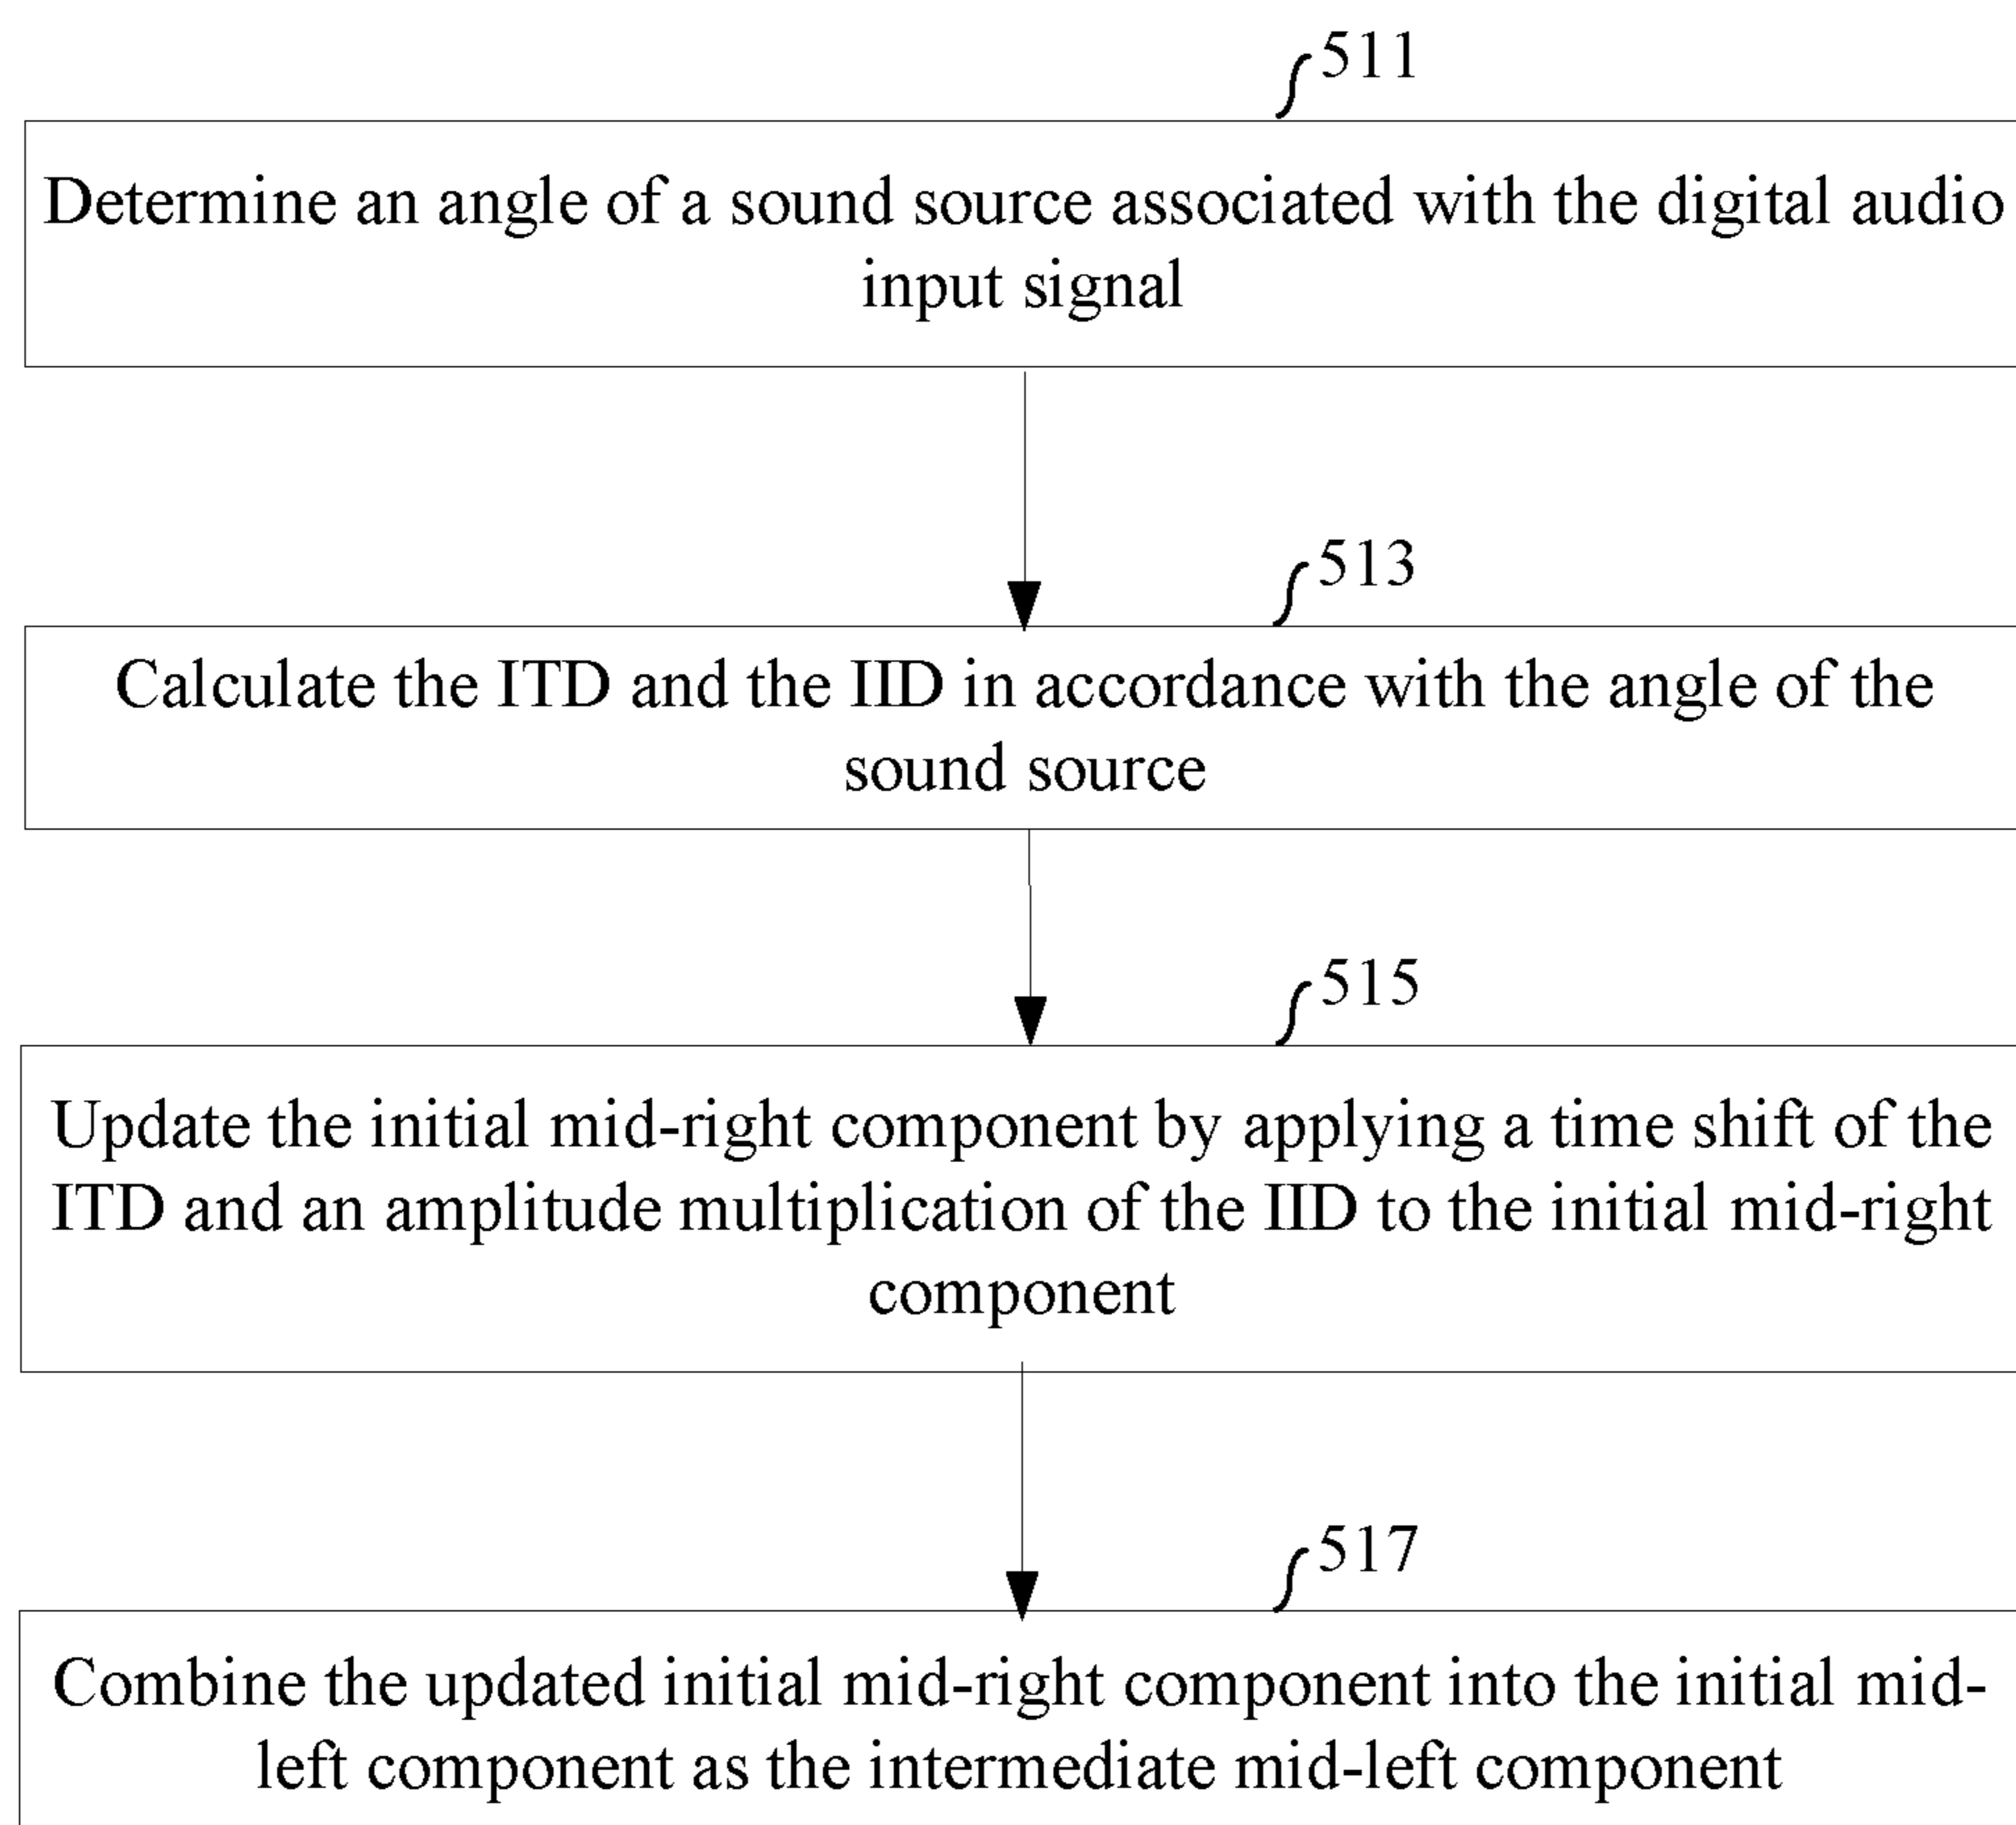 511
Determine an angle of a sound source associated with the digital audio
input signal
513
Calculate the ITD and the IID in accordance with the angle of the
sound source
515
Update the initial mid-right component by applying a time shift of the
ITD and an amplitude multiplication of the IID to the initial mid-right
component
517
Combine the updated initial mid-right component into the initial mid-
left component as the intermediate mid-left component